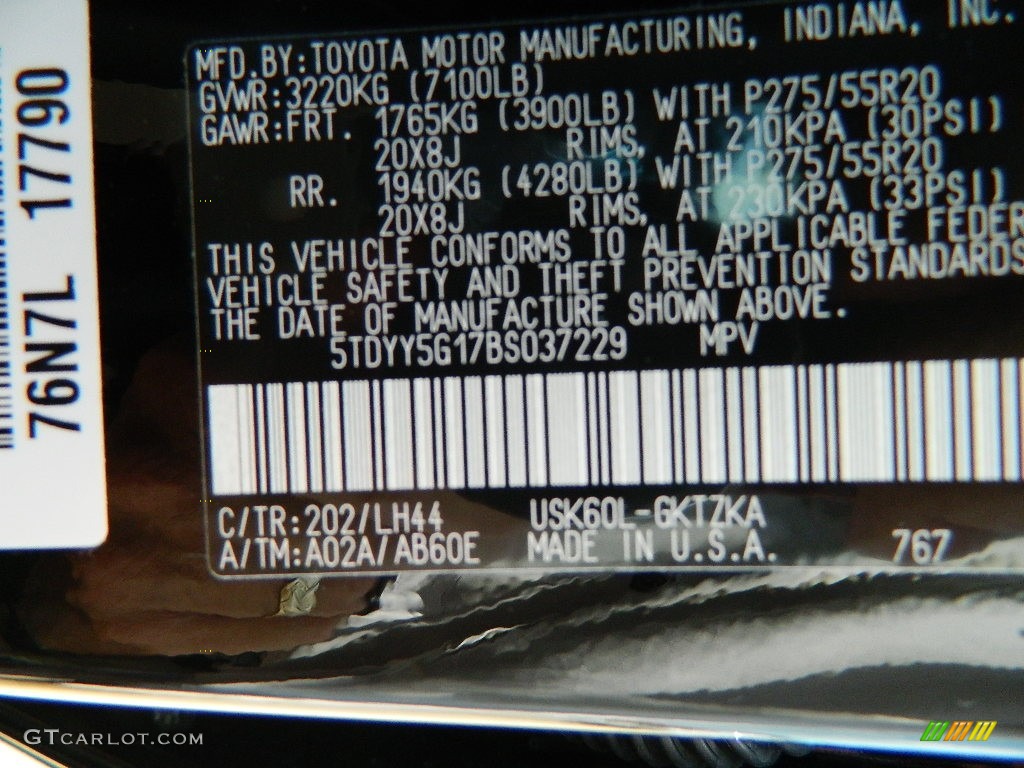 MFD.BY:TOYOTA MOTOR MANUFACTURING, INDIANA, INC.
GVWR:3220KG (7100LB)
GAWR:FRT. 1765KG (3900LB) WITH P275/55R20
20X8J RIMS, AT 210KPA (30PSI)
RR. 1940KG (4280LB) WITH P275/55R20
20X8J RIMS, AT 230KPA (33PSI)
THIS VEHICLE CONFORMS TO ALL APPLICABLE FEDER
VEHICLE SAFETY AND THEFT PREVENTION STANDARDS
THE DATE OF MANUFACTURE SHOWN ABOVE.
5TDYY5G17BS037229 MPV
C/TR:202/LH44 USK60L-GKTZKA
A/TM:A02A/AB60E MADE IN U.S.A. 767
76N7L 17790
GTCARLOT.COM